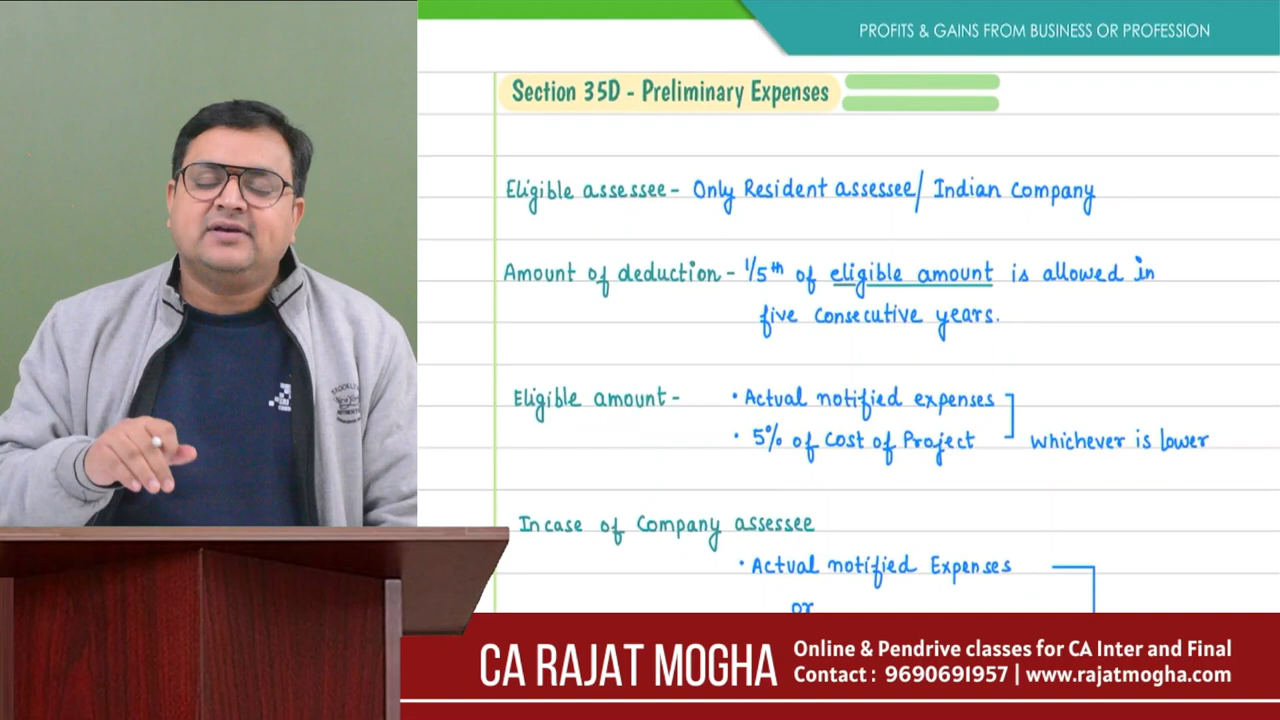 PROFITS & GAINS FROM BUSINESS OR PROFESSION
Section 35D - Preliminary Expenses
Eligible assessee - Only Resident assessee/ Indian Company
Amount of deduction - 1/5th of eligible amount is allowed in
five consecutive years.
Eligible amount - • Actual notified expenses
• 5% of Cost of Project whichever is lower
In case of Company assessee
• Actual notified Expenses
or
CA RAJAT MOGHA
Online & Pendrive classes for CA Inter and Final
Contact : 9690691957 | www.rajatmogha.com